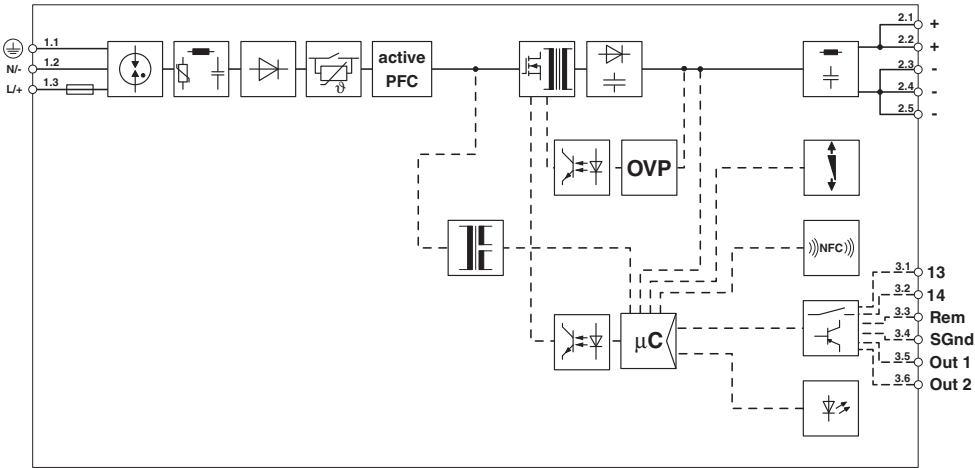 1.1
N/-
1.2
L/+
1.3
ϑ
active
PFC
2.1
+
2.2
+
2.3
-
2.4
-
2.5
-
OVP
NFC
μC
3.1
13
3.2
14
3.3
Rem
3.4
SGnd
3.5
Out 1
3.6
Out 2